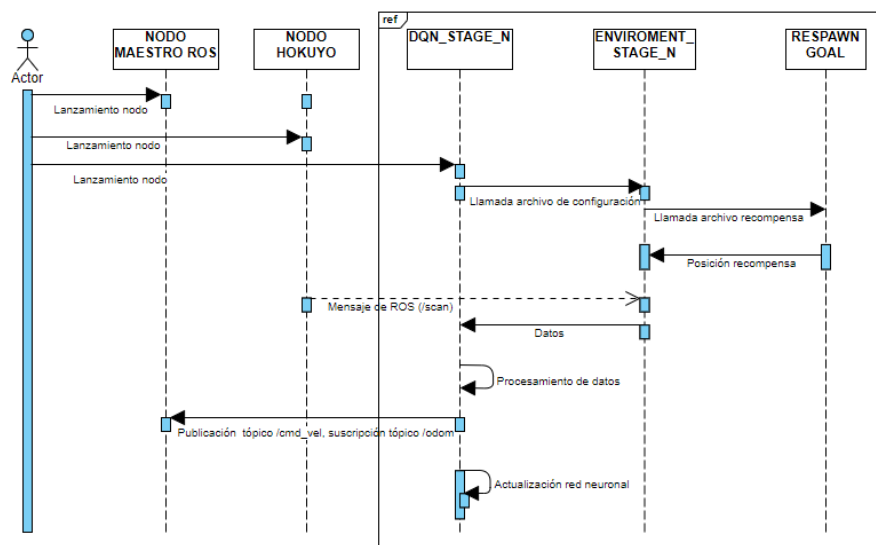 ref
NODO
MAESTRO ROS
NODO
HOKUYO
DQN_STAGE_N
ENVIROMENT_
STAGE_N
RESPAWN
GOAL
Actor
Lanzamiento nodo
Lanzamiento nodo
Lanzamiento nodo
Llamada archivo de configuración
Llamada archivo recompensa
Posición recompensa
Mensaje de ROS (/scan)
Datos
Procesamiento de datos
Publicación tópico /cmd_vel, suscripción tópico /odom
Actualización red neuronal